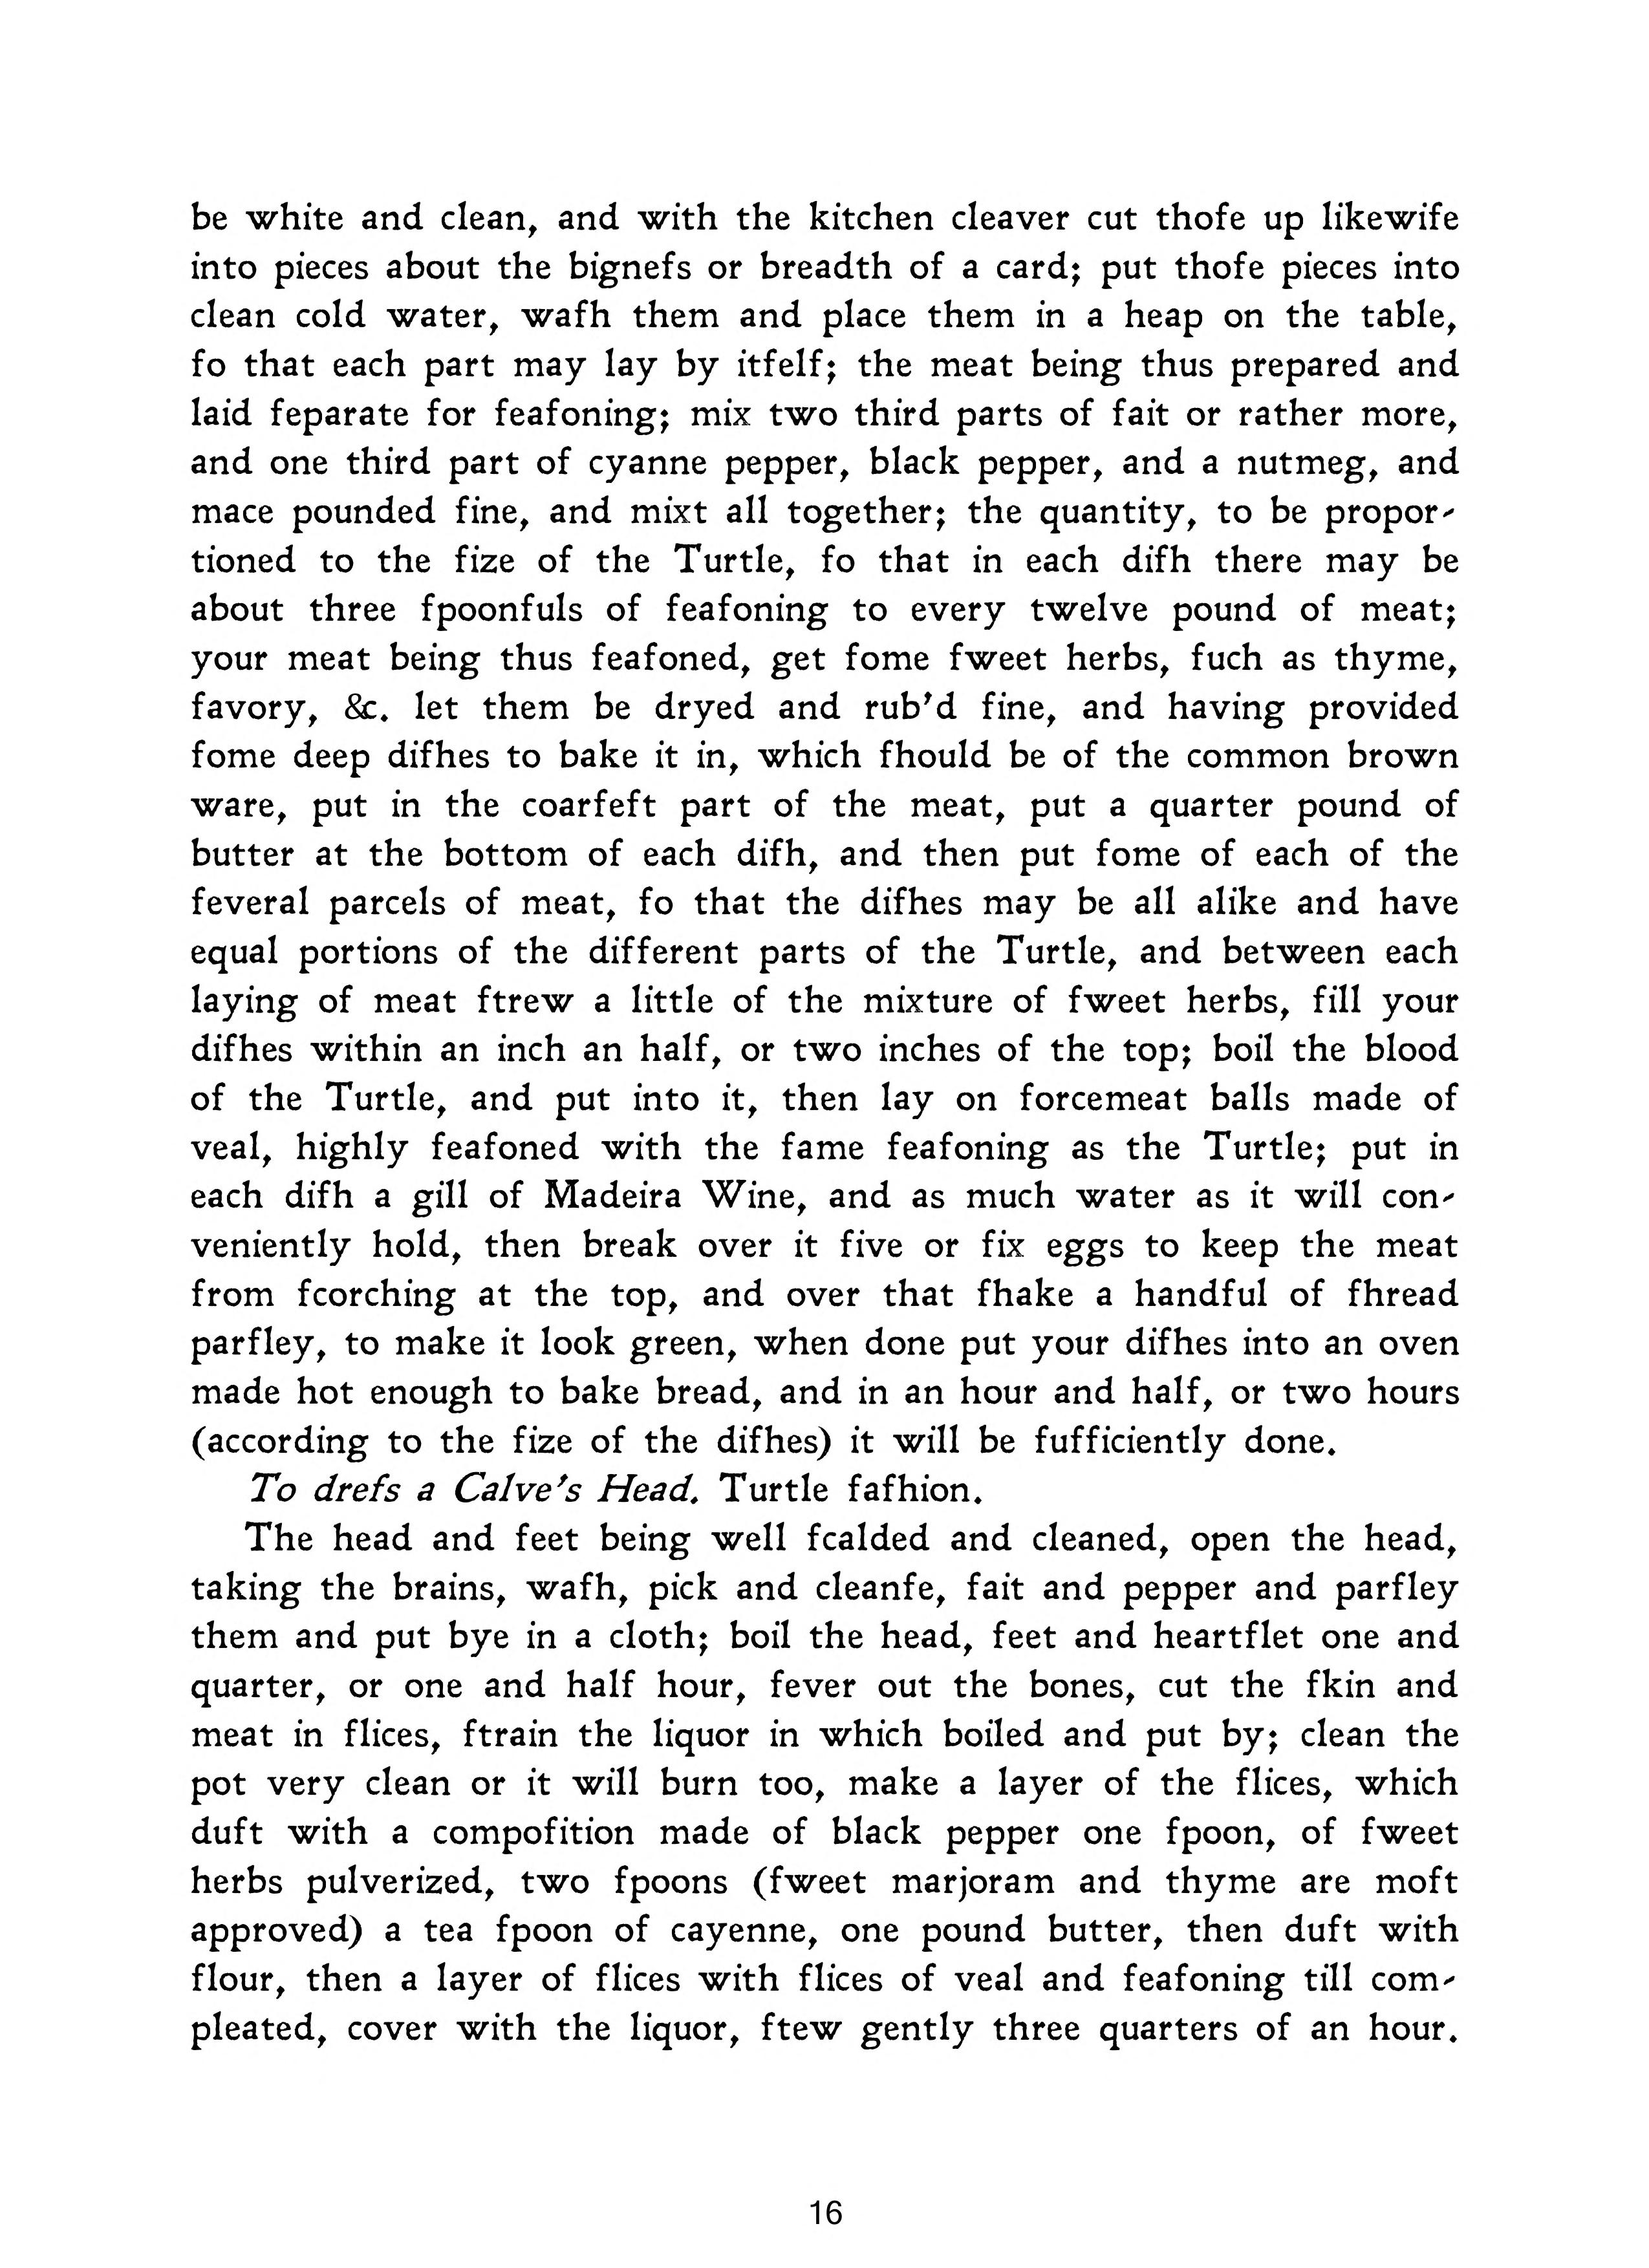 be white and clean, and with the kitchen cleaver cut thofe up likewife
into pieces about the bignefs or breadth of a card; put thofe pieces into
clean cold water, wafh them and place them in a heap on the table,
fo that each part may lay by itfelf; the meat being thus prepared and
laid feparate for feafoning; mix two third parts of fait or rather more,
and one third part of cyanne pepper, black pepper, and a nutmeg, and
mace pounded fine, and mixt all together; the quantity, to be propor-
tioned to the fize of the Turtle, fo that in each difh there may be
about three fpoonfuls of feafoning to every twelve pound of meat;
your meat being thus feafoned, get fome fweet herbs, fuch as thyme,
favory, &c. let them be dryed and rub'd fine, and having provided
fome deep difhes to bake it in, which fhould be of the common brown
ware, put in the coarfeft part of the meat, put a quarter pound of
butter at the bottom of each difh, and then put fome of each of the
feveral parcels of meat, fo that the difhes may be all alike and have
equal portions of the different parts of the Turtle, and between each
laying of meat ftrew a little of the mixture of fweet herbs, fill your
difhes within an inch an half, or two inches of the top; boil the blood
of the Turtle, and put into it, then lay on forcemeat balls made of
veal, highly feafoned with the fame feafoning as the Turtle; put in
each difh a gill of Madeira Wine, and as much water as it will con-
veniently hold, then break over it five or fix eggs to keep the meat
from fcorching at the top, and over that fhake a handful of fhread
parfley, to make it look green, when done put your difhes into an oven
made hot enough to bake bread, and in an hour and half, or two hours
(according to the fize of the difhes) it will be fufficiently done.
To drefs a Calve's Head. Turtle fafhion.
The head and feet being well fcalded and cleaned, open the head,
taking the brains, wafh, pick and cleanfe, fait and pepper and parfley
them and put bye in a cloth; boil the head, feet and heartflet one and
quarter, or one and half hour, fever out the bones, cut the fkin and
meat in flices, ftrain the liquor in which boiled and put by; clean the
pot very clean or it will burn too, make a layer of the flices, which
duft with a compofition made of black pepper one fpoon, of fweet
herbs pulverized, two fpoons (fweet marjoram and thyme are moft
approved) a tea fpoon of cayenne, one pound butter, then duft with
flour, then a layer of flices with flices of veal and feafoning till com-
pleated, cover with the liquor, ftew gently three quarters of an hour.
16